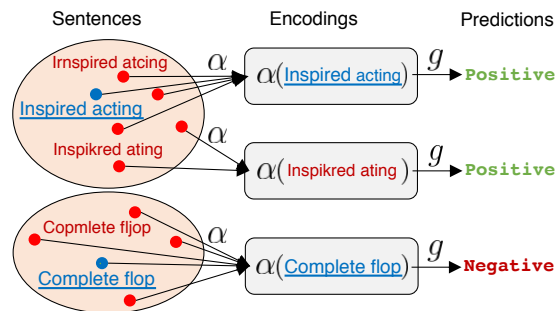 Sentences Encodings Predictions
Irnspired atcing
α
α(Inspired acting)
g
Positive
Inspired acting
α
Inspikred ating
α(Inspikred ating)
g
Positive
Copmlete fljop
α
Complete flop
α(Complete flop)
g
Negative